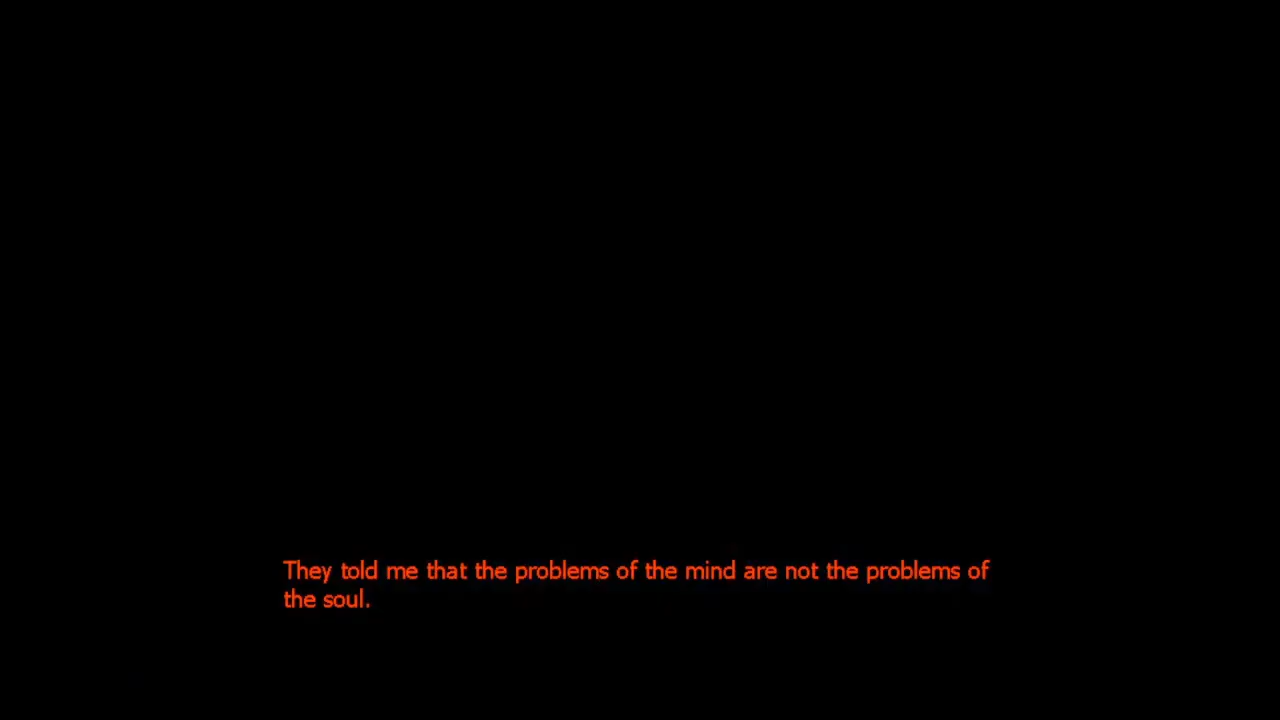 They told me that the problems of the mind are not the problems of
the soul.